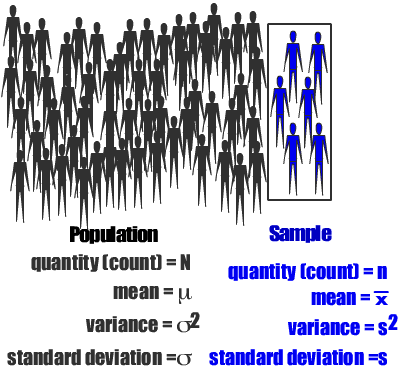 Population
quantity (count) = N
mean = μ
variance = σ²
standard deviation =σ
Sample
quantity (count) = n
mean = x̅
variance = s²
standard deviation =s